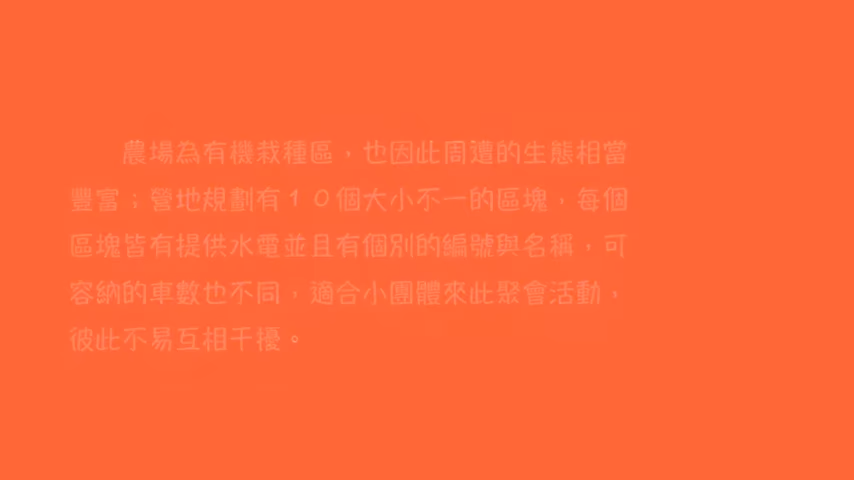 農場為有機栽種區，也因此周遭的生態相當
豐富；營地規劃有１０個大小不一的區塊，每個
區塊皆有提供水電並且有個別的編號與名稱，可
容納的車數也不同，適合小團體來此聚會活動，
彼此不易互相干擾。